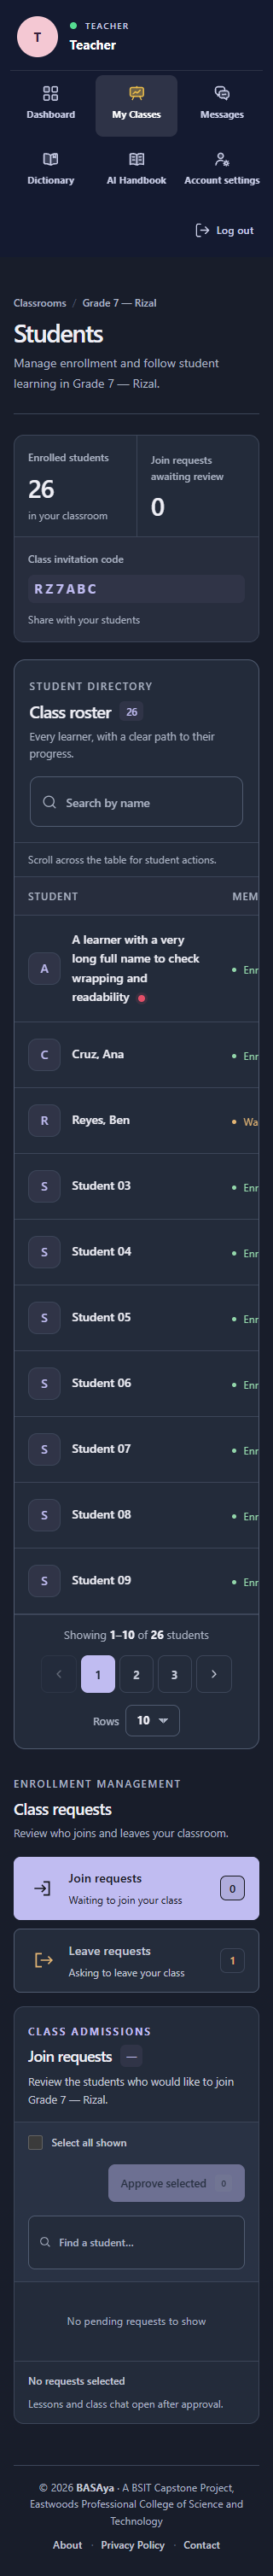 T
TEACHER
Teacher
Dashboard
My Classes
Messages
Dictionary
AI Handbook
Account settings
Log out
Classrooms / Grade 7 — Rizal
Students
Manage enrollment and follow student
learning in Grade 7 — Rizal.
Enrolled students
26
in your classroom
Join requests
awaiting review
0
Class invitation code
RZ7ABC
Share with your students
STUDENT DIRECTORY
Class roster 26
Every learner, with a clear path to their
progress.
Search by name
Scroll across the table for student actions.
STUDENT MEM
A
A learner with a very
long full name to check
wrapping and
readability
Enr
C Cruz, Ana Enr
R Reyes, Ben Wa
S Student 03 Enr
S Student 04 Enr
S Student 05 Enr
S Student 06 Enr
S Student 07 Enr
S Student 08 Enr
S Student 09 Enr
Showing 1–10 of 26 students
‹ 1 2 3 ›
Rows 10
ENROLLMENT MANAGEMENT
Class requests
Review who joins and leaves your classroom.
Join requests
Waiting to join your class
0
Leave requests
Asking to leave your class
1
CLASS ADMISSIONS
Join requests —
Review the students who would like to join
Grade 7 — Rizal.
Select all shown
Approve selected 0
Find a student...
No pending requests to show
No requests selected
Lessons and class chat open after approval.
© 2026 BASAya · A BSIT Capstone Project,
Eastwoods Professional College of Science and
Technology
About · Privacy Policy · Contact